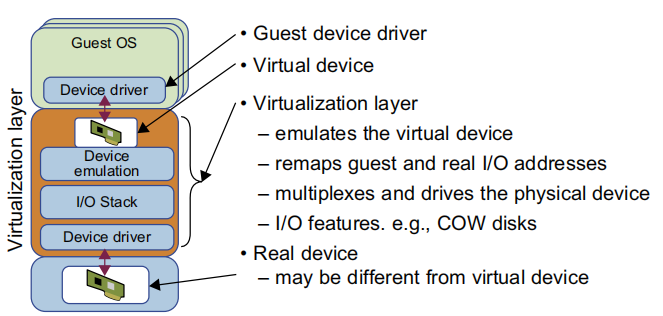 Guest OS
Device driver
Virtualization layer
Device
emulation
I/O Stack
Device driver
• Guest device driver
• Virtual device
• Virtualization layer
– emulates the virtual device
– remaps guest and real I/O addresses
– multiplexes and drives the physical device
– I/O features. e.g., COW disks
• Real device
– may be different from virtual device